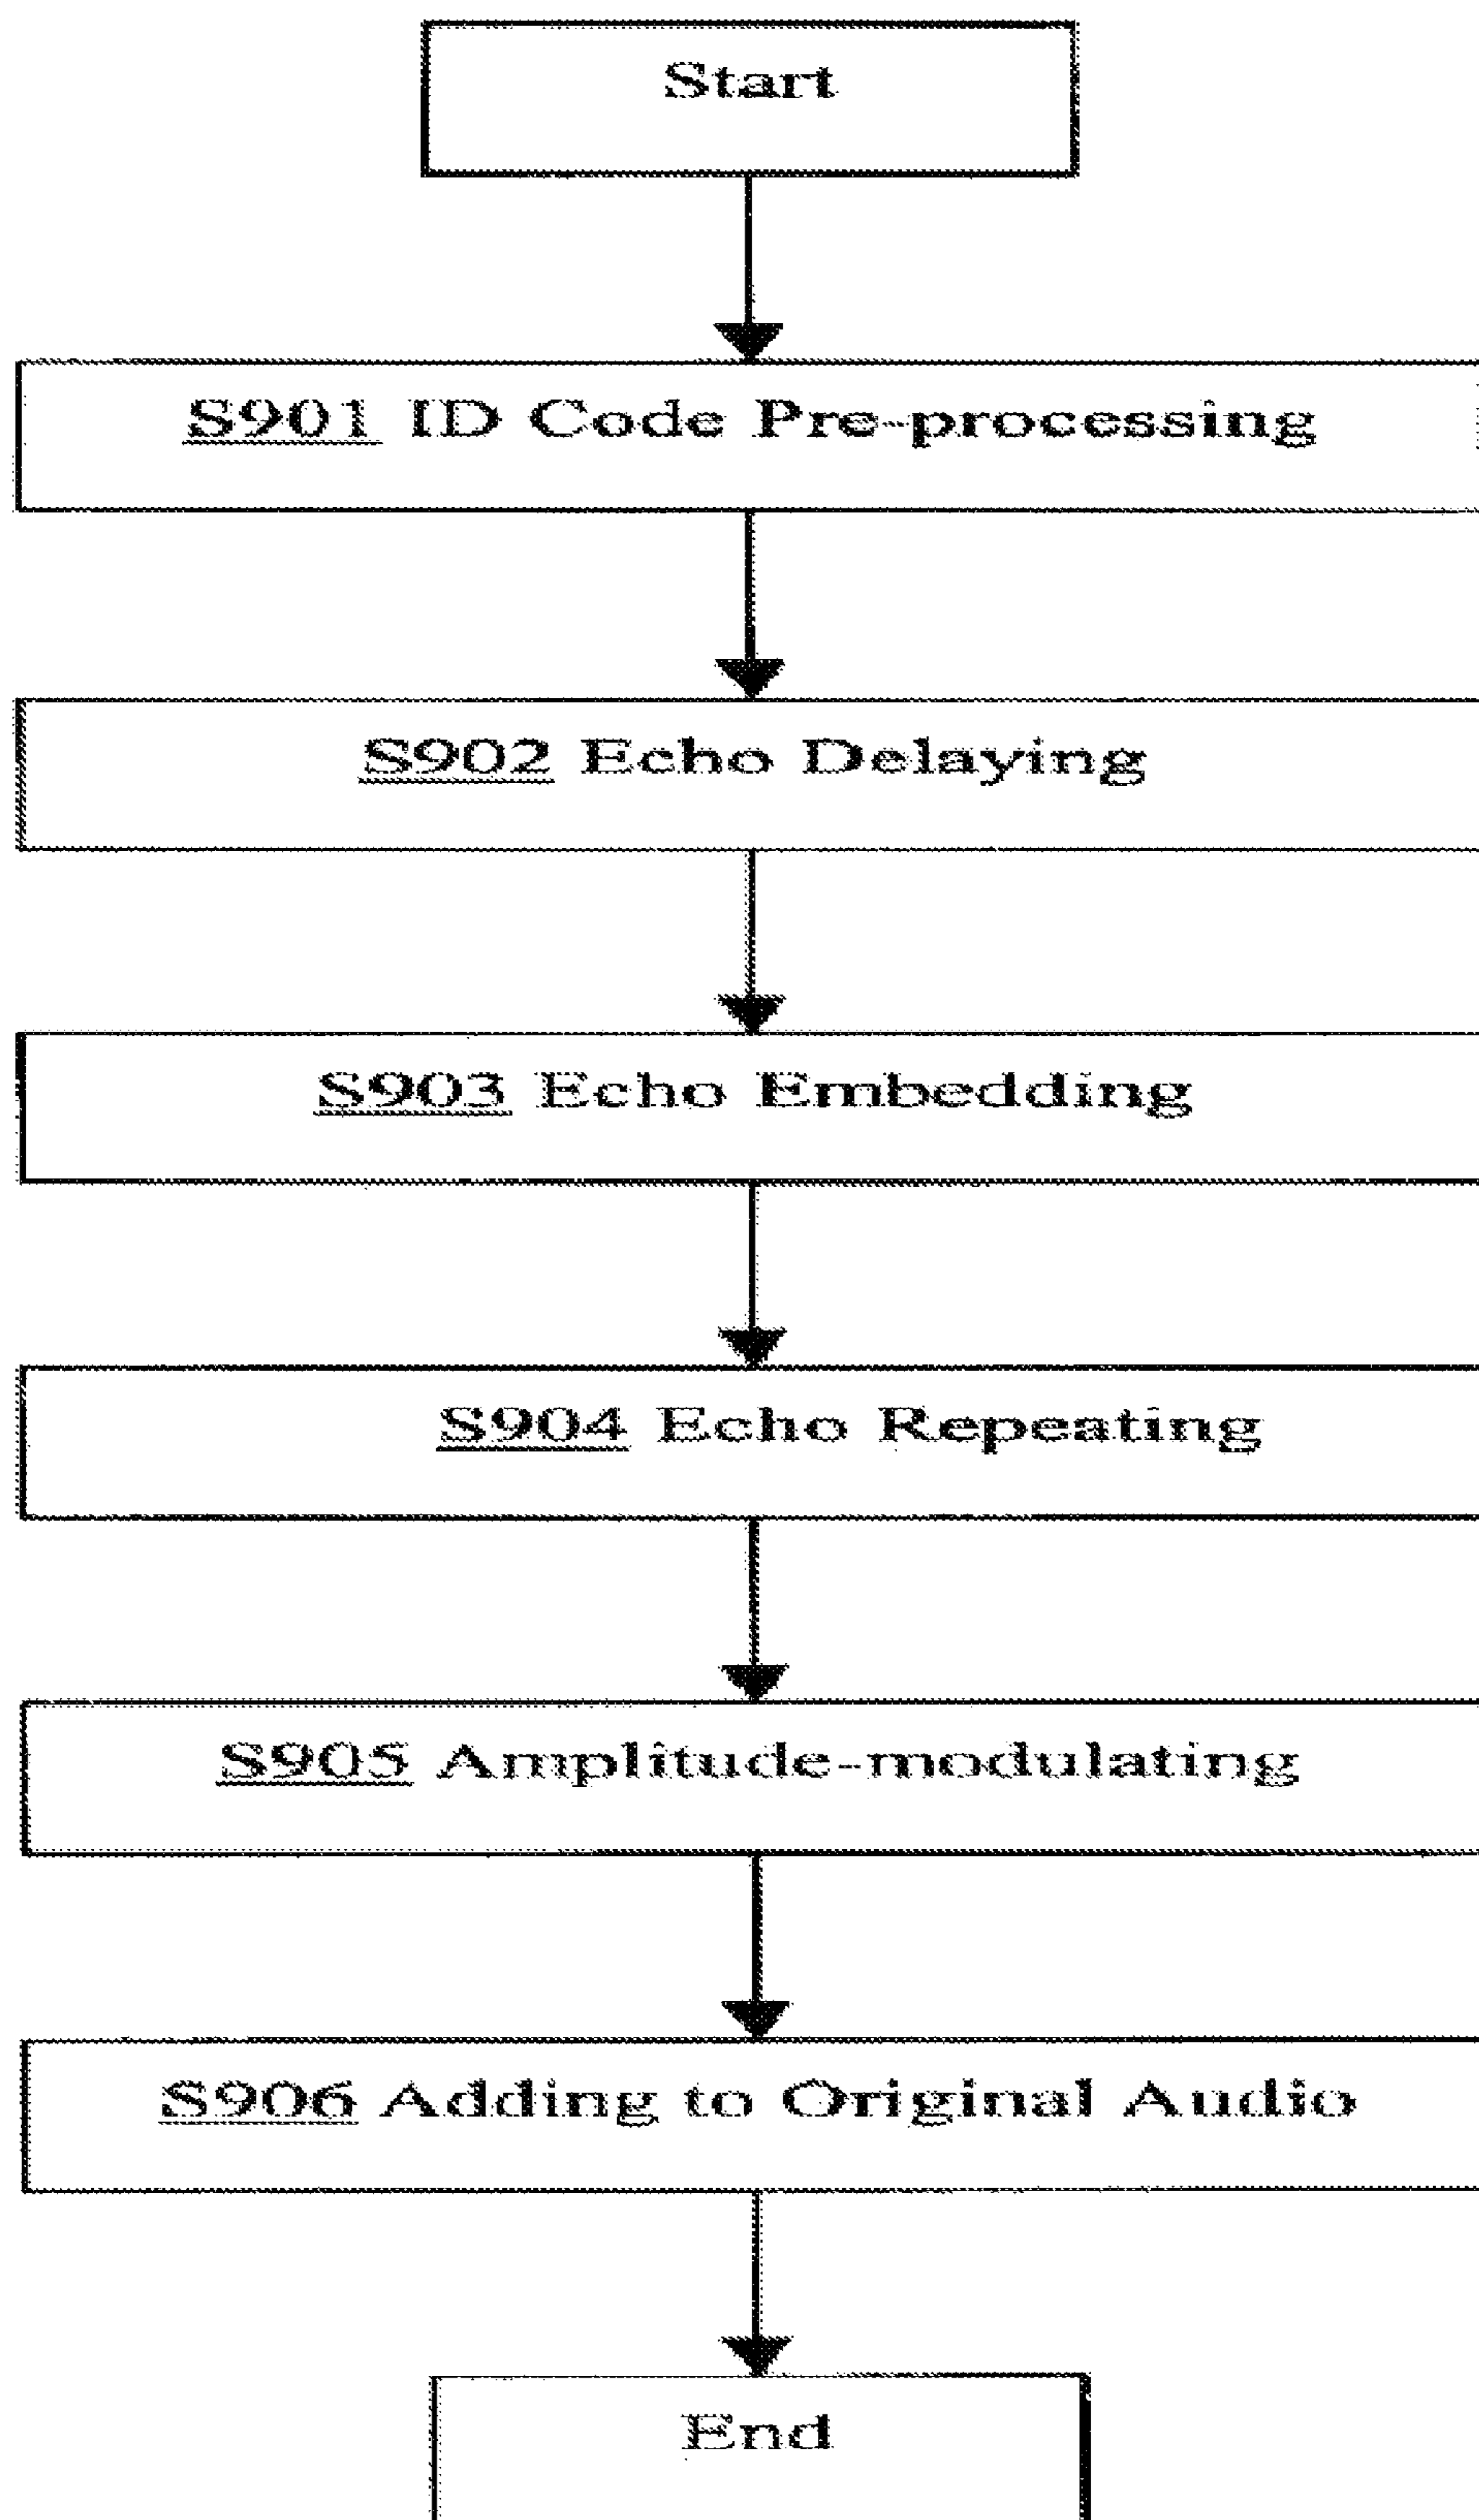 Start
S901 ID Code Pre-processing
S902 Echo Delaying
S903 Echo Embedding
S904 Echo Repeating
S905 Amplitude-modulating
S906 Adding to Original Audio
End